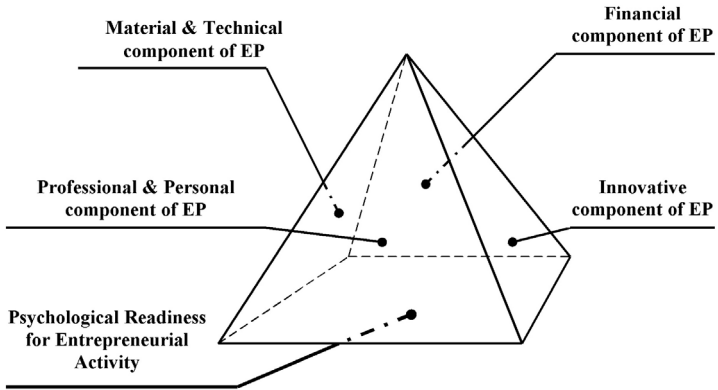 Material & Technical
component of EP
Financial
component of EP
Professional & Personal
component of EP
Innovative
component of EP
Psychological Readiness
for Entrepreneurial
Activity